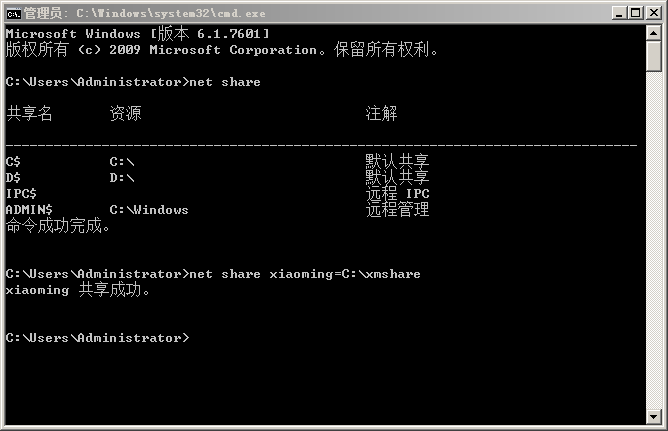 管理员: C:\Windows\system32\cmd.exe
Microsoft Windows [版本 6.1.7601]
版权所有 (c) 2009 Microsoft Corporation。保留所有权利。
C:\Users\Administrator>net share
共享名 资源 注解
-------------------------------------------------------------------------------
C$ C:\ 默认共享
D$ D:\ 默认共享
IPC$ 远程 IPC
ADMIN$ C:\Windows 远程管理
命令成功完成。
C:\Users\Administrator>net share xiaoming=C:\xmshare
xiaoming 共享成功。
C:\Users\Administrator>